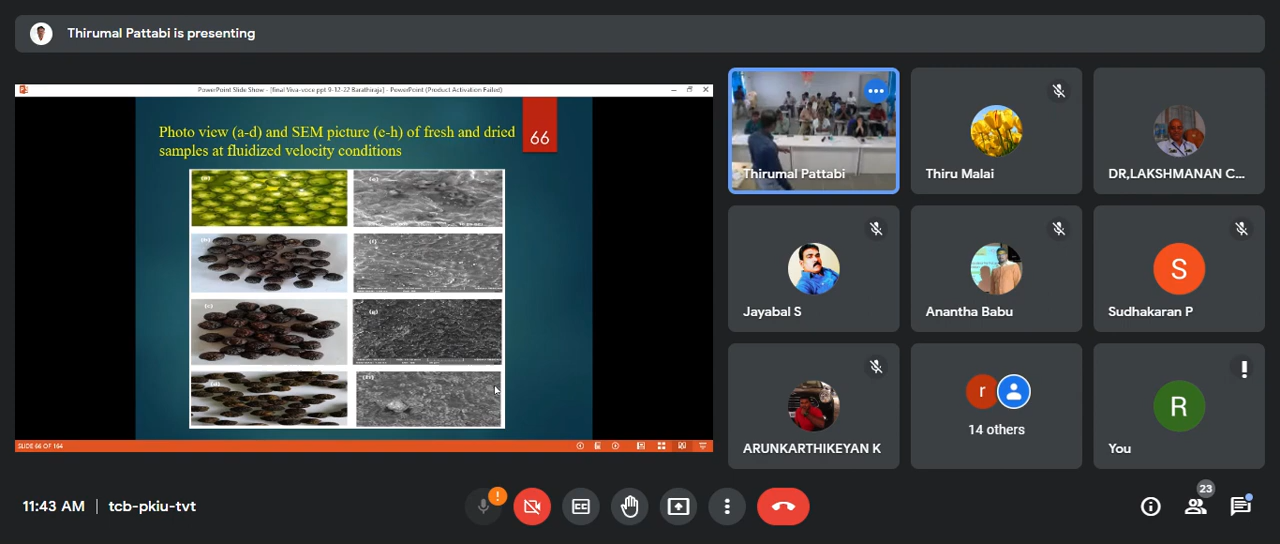 Thirumal Pattabi is presenting
PowerPoint Slide Show - [final Viva-voce.ppt 9-12-22 Barathiraja] - PowerPoint (Product Activation Failed)
Photo view (a-d) and SEM picture (e-h) of fresh and dried
samples at fluidized velocity conditions
66
(c)
(g)
(d)
SLIDE 66 OF 104
Thirumal Pattabi
Thiru Malai
DR,LAKSHMANAN C...
Jayabal S
Anantha Babu
S
Sudhakaran P
ARUNKARTHIKEYAN K
r
14 others
R
You
11:43 AM | tcb-pkiu-tvt
CC
23